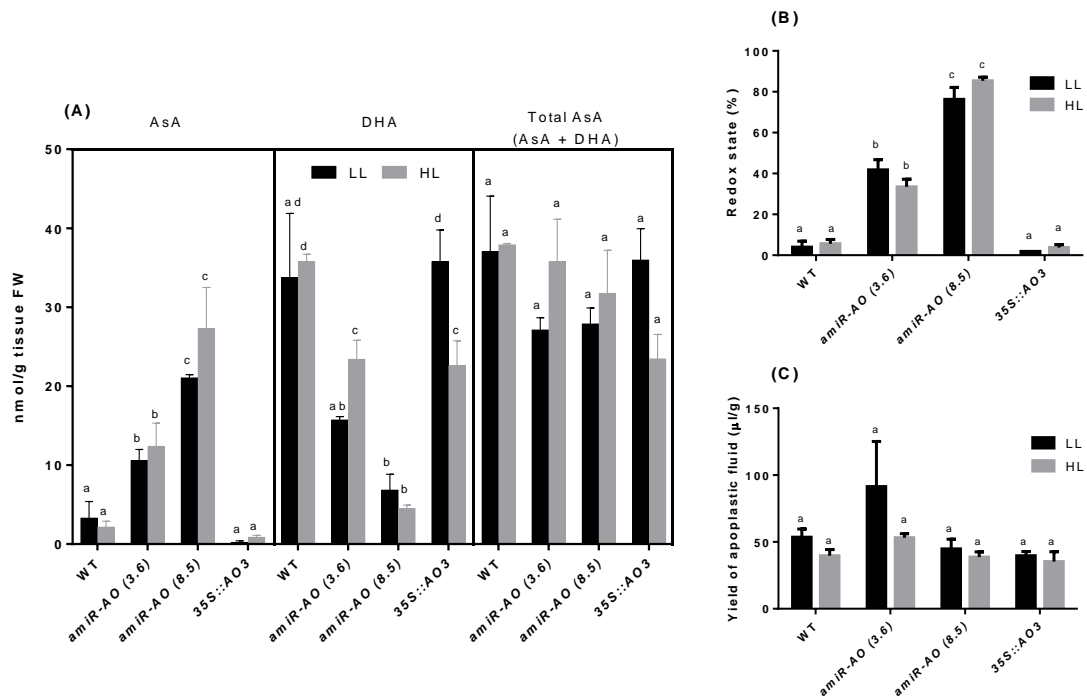 (A)
AsA
DHA
Total AsA
(AsA + DHA)
nmol/g tissue FW
50
40
30
20
10
0
LL
HL
a
a
b
b
c
c
a
a
a d
d
a b
c
b
b
d
c
a
a
a
a
a
a
a
a
WT
amiR-AO (3.6)
amiR-AO (8.5)
35S::AO3
WT
amiR-AO (3.6)
amiR-AO (8.5)
35S::AO3
WT
amiR-AO (3.6)
amiR-AO (8.5)
35S::AO3
(B)
Redox state (%)
100
80
60
40
20
0
LL
HL
a
a
b
b
c
c
a
a
WT
amiR-AO (3.6)
amiR-AO (8.5)
35S::AO3
(C)
Yield of apoplastic fluid (µl/g)
150
100
50
0
LL
HL
a
a
a
a
a
a
a
a
WT
amiR-AO (3.6)
amiR-AO (8.5)
35S::AO3